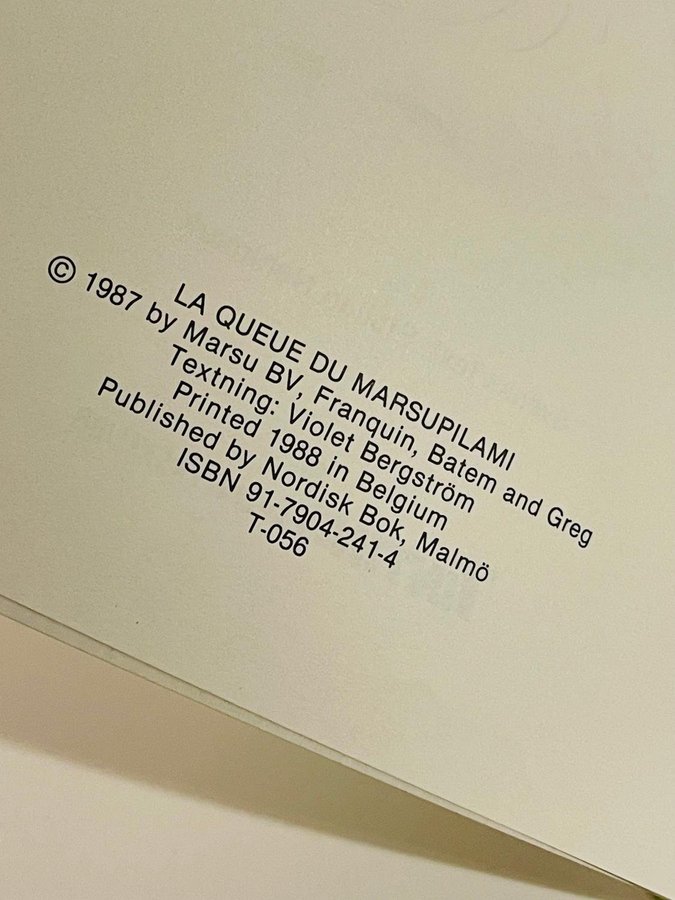 LA QUEUE DU MARSUPILAMI
© 1987 by Marsu BV, Franquin, Batem and Greg
Textning: Violet Bergström
Printed 1988 in Belgium
Published by Nordisk Bok, Malmö
ISBN 91-7904-241-4
T-056